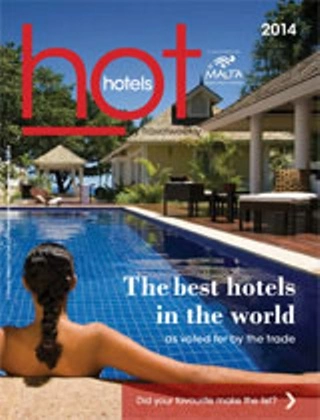 2014
hot
hotels
MALTA
The best hotels
in the world
as voted for by the trade
Did your favourite make the list?